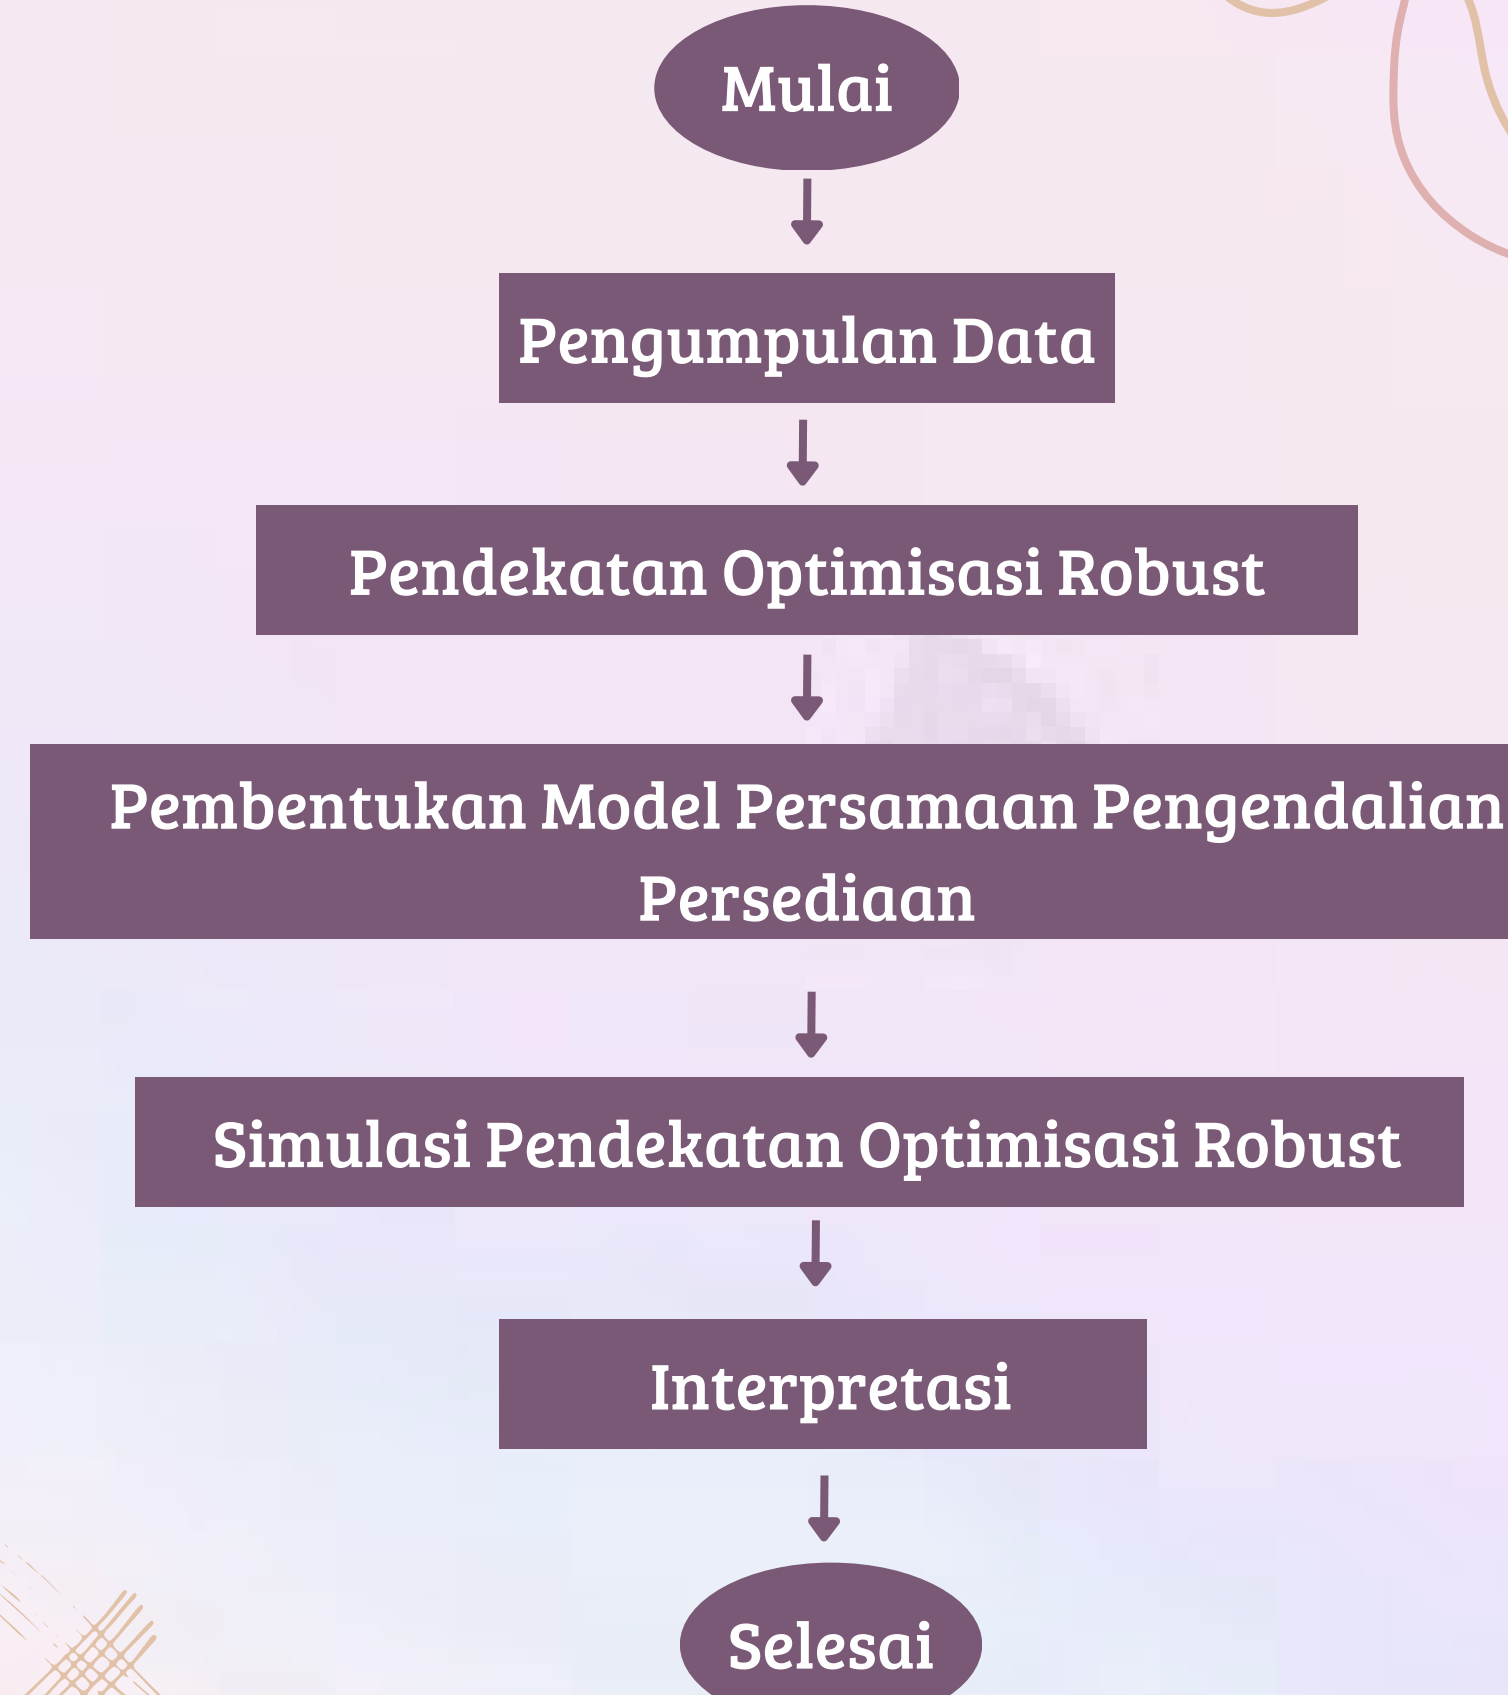 Mulai
Pengumpulan Data
Pendekatan Optimisasi Robust
Pembentukan Model Persamaan Pengendalian
Persediaan
Simulasi Pendekatan Optimisasi Robust
Interpretasi
Selesai